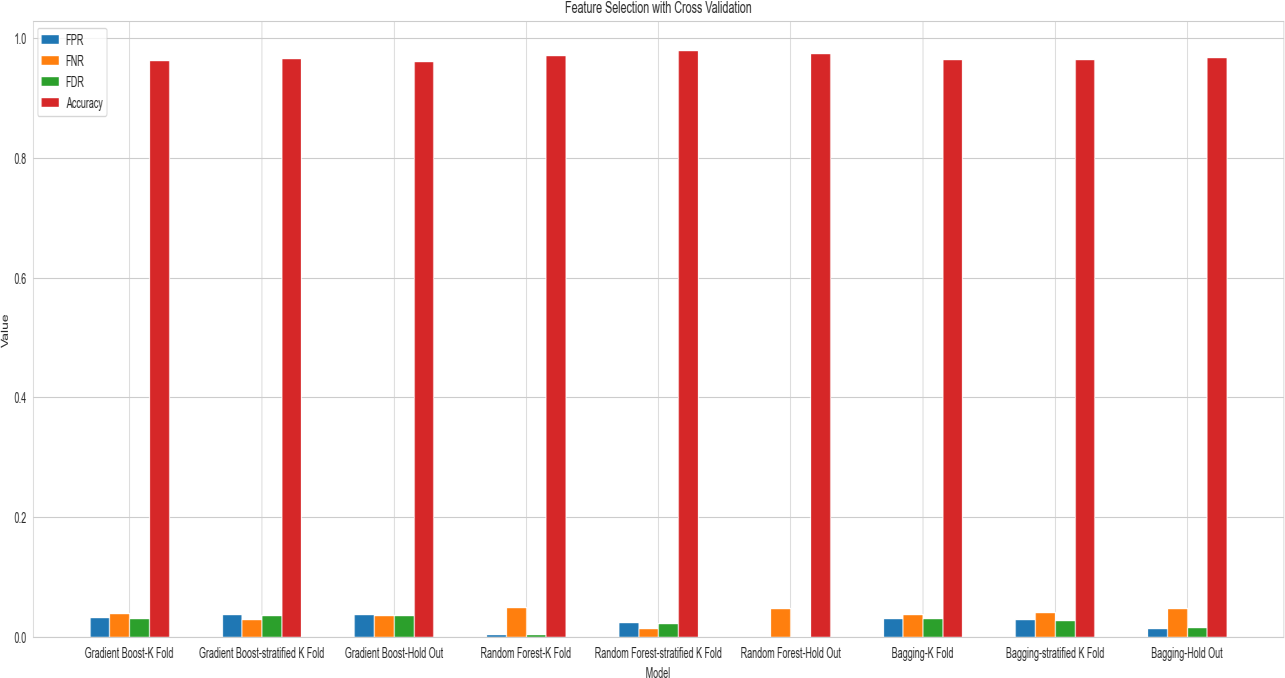 Feature Selection with Cross Validation
FPR
FNR
FDR
Accuracy
1.0
0.8
0.6
0.4
0.2
0.0
Value
Gradient Boost-K Fold
Gradient Boost-stratified K Fold
Gradient Boost-Hold Out
Random Forest-K Fold
Random Forest-stratified K Fold
Random Forest-Hold Out
Bagging-K Fold
Bagging-stratified K Fold
Bagging-Hold Out
Model